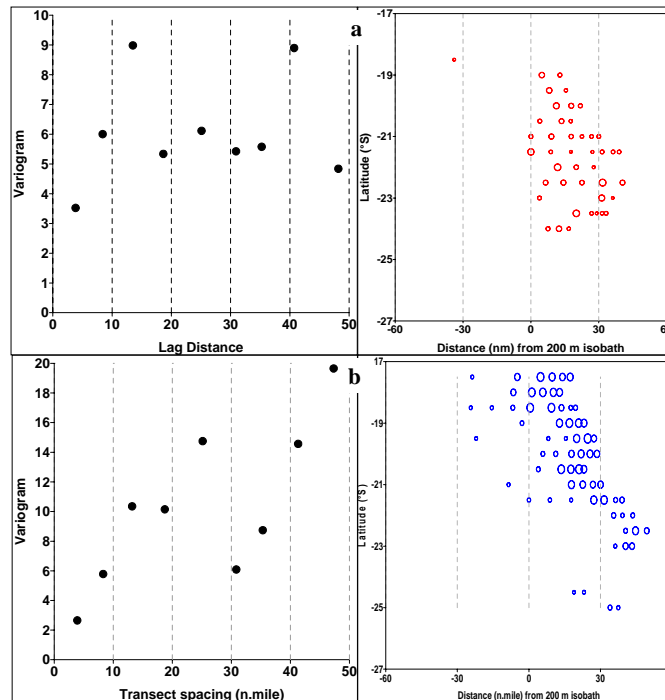 a
10
9
8
7
6
5
4
3
2
1
0
Variogram
0 10 20 30 40 50
Lag Distance
-17
-19
-21
-23
-25
-27
Latitude (°S)
-60 -30 0 30 60
Distance (nm) from 200 m isobath
b
20
18
16
14
12
10
8
6
4
2
0
Variogram
0 10 20 30 40 50
Transect spacing (n.mile)
-17
-19
-21
-23
-25
-27
Latitude (°S)
-60 -30 0 30
Distance (n.mile) from 200 m isobath